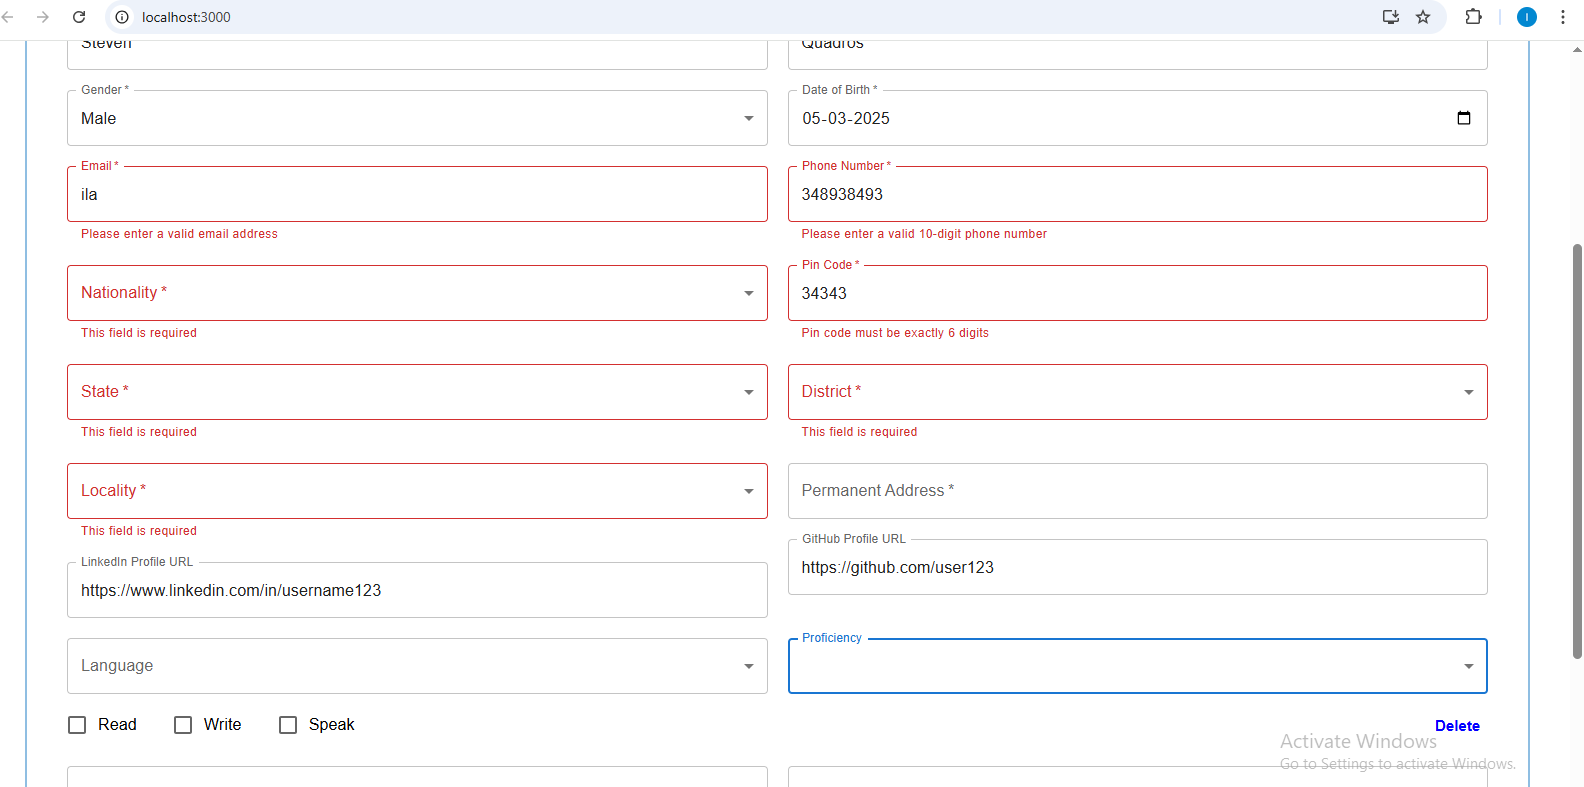 localhost:3000
I
Steven
Quadros
Gender *
Date of Birth *
Male
05-03-2025
Email *
Phone Number *
ila
348938493
Please enter a valid email address
Please enter a valid 10-digit phone number
Nationality *
Pin Code *
34343
This field is required
Pin code must be exactly 6 digits
State *
District *
This field is required
This field is required
Locality *
Permanent Address *
This field is required
GitHub Profile URL
LinkedIn Profile URL
https://github.com/user123
https://www.linkedin.com/in/username123
Proficiency
Language
Read
Write
Speak
Delete
Activate Windows
Go to Settings to activate Windows.